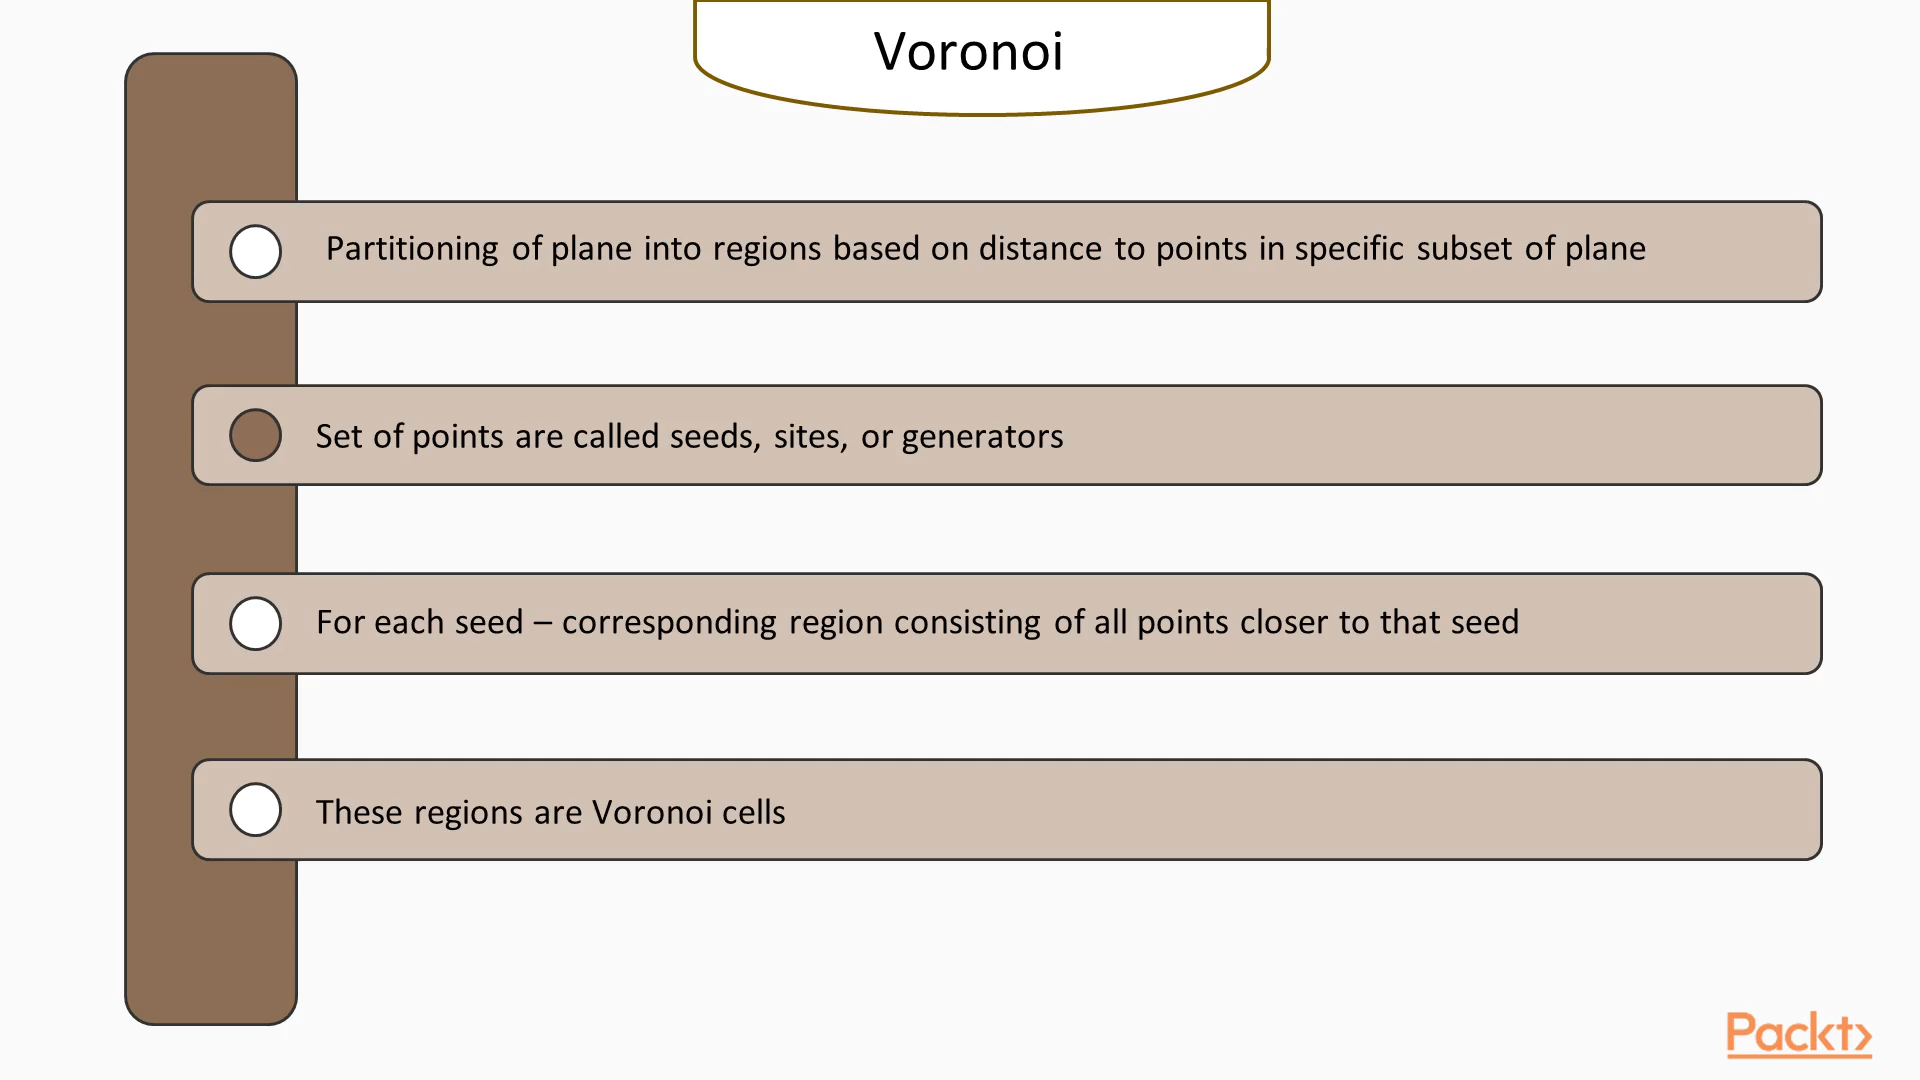 Voronoi
Partitioning of plane into regions based on distance to points in specific subset of plane
Set of points are called seeds, sites, or generators
For each seed – corresponding region consisting of all points closer to that seed
These regions are Voronoi cells
Packt>